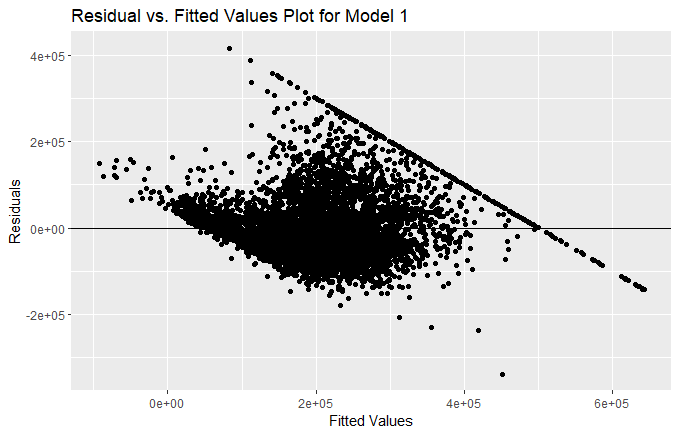 Residual vs. Fitted Values Plot for Model 1
4e+05
2e+05
0e+00
-2e+05
Residuals
0e+00 2e+05 4e+05 6e+05
Fitted Values